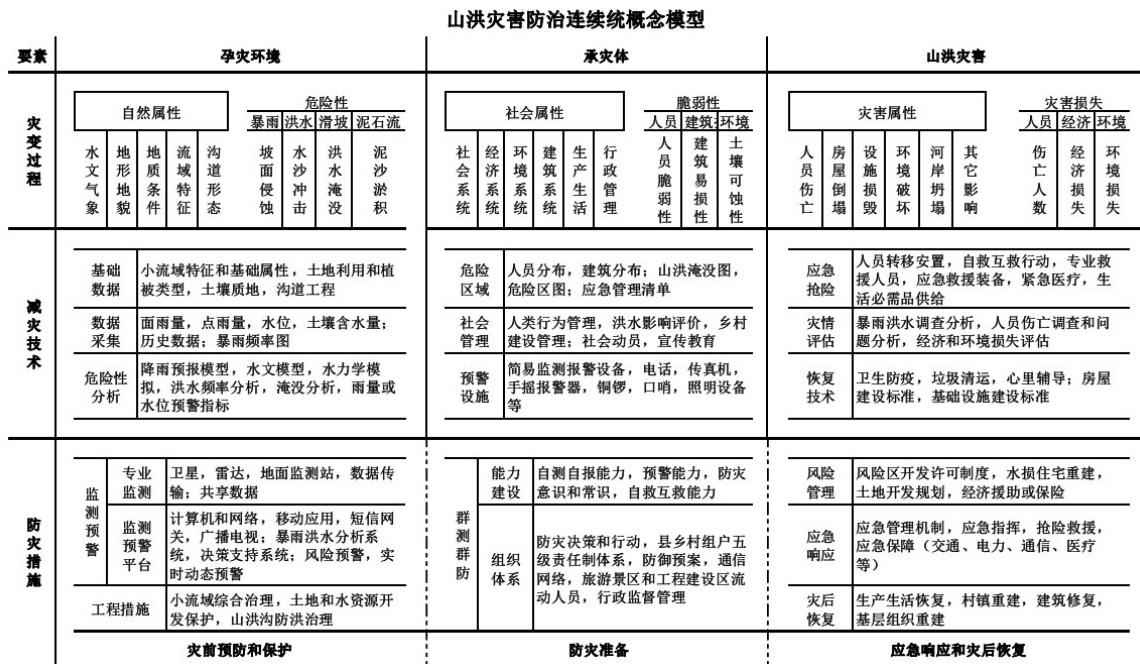 山洪灾害防治连续统概念模型
要素
孕灾环境
承灾体
山洪灾害
灾变过程
自然属性
水文气象
地形地貌
地质条件
流域特征
沟道形态
危险性
暴雨
洪水
滑坡
泥石流
坡面侵蚀
水沙冲击
洪水淹没
泥沙淤积
社会属性
社会系统
经济系统
环境系统
建筑系统
生产生活
行政管理
脆弱性
人员
建筑
环境
人员脆弱性
建筑易损性
土壤可蚀性
灾害属性
人员伤亡
房屋倒塌
设施损毁
环境破坏
河岸坍塌
其它影响
灾害损失
人员
经济
环境
伤亡人数
经济损失
环境损失
减灾技术
基础
数据
小流域特征和基础属性，土地利用和植
被类型，土壤质地，沟道工程
数据
采集
面雨量，点雨量，水位，土壤含水量；
历史数据；暴雨频率图
危险性
分析
降雨预报模型，水文模型，水力学模
拟，洪水频率分析，淹没分析，雨量或
水位预警指标
危险
区域
人员分布，建筑分布；山洪淹没图，
危险区图；应急管理清单
社会
管理
人类行为管理，洪水影响评价，乡村
建设管理；社会动员，宣传教育
预警
设施
简易监测报警设备，电话，传真机，
手摇报警器，铜锣，口哨，照明设备
等
应急
抢险
人员转移安置，自救互救行动，专业救
援人员，应急救援装备，紧急医疗，生
活必需品供给
灾情
评估
暴雨洪水调查分析，人员伤亡调查和问
题分析，经济和环境损失评估
恢复
技术
卫生防疫，垃圾清运，心里辅导；房屋
建设标准，基础设施建设标准
防灾措施
监测预警
专业
监测
卫星，雷达，地面监测站，数据传
输；共享数据
监测
预警
平台
计算机和网络，移动应用，短信网
关，广播电视；暴雨洪水分析系
统，决策支持系统；风险预警，实
时动态预警
工程措施
小流域综合治理，土地和水资源开
发保护，山洪沟防洪治理
群测群防
能力
建设
自测自报能力，预警能力，防灾
意识和常识，自救互救能力
组织
体系
防灾决策和行动，县乡村组户五
级责任制体系，防御预案，通信
网络，旅游景区和工程建设区流
动人员，行政监督管理
风险
管理
风险区开发许可制度，水损住宅重建，
土地开发规划，经济援助或保险
应急
响应
应急管理机制，应急指挥，抢险救援，
应急保障（交通、电力、通信、医疗
等）
灾后
恢复
生产生活恢复，村镇重建，建筑修复，
基层组织重建
灾前预防和保护
防灾准备
应急响应和灾后恢复